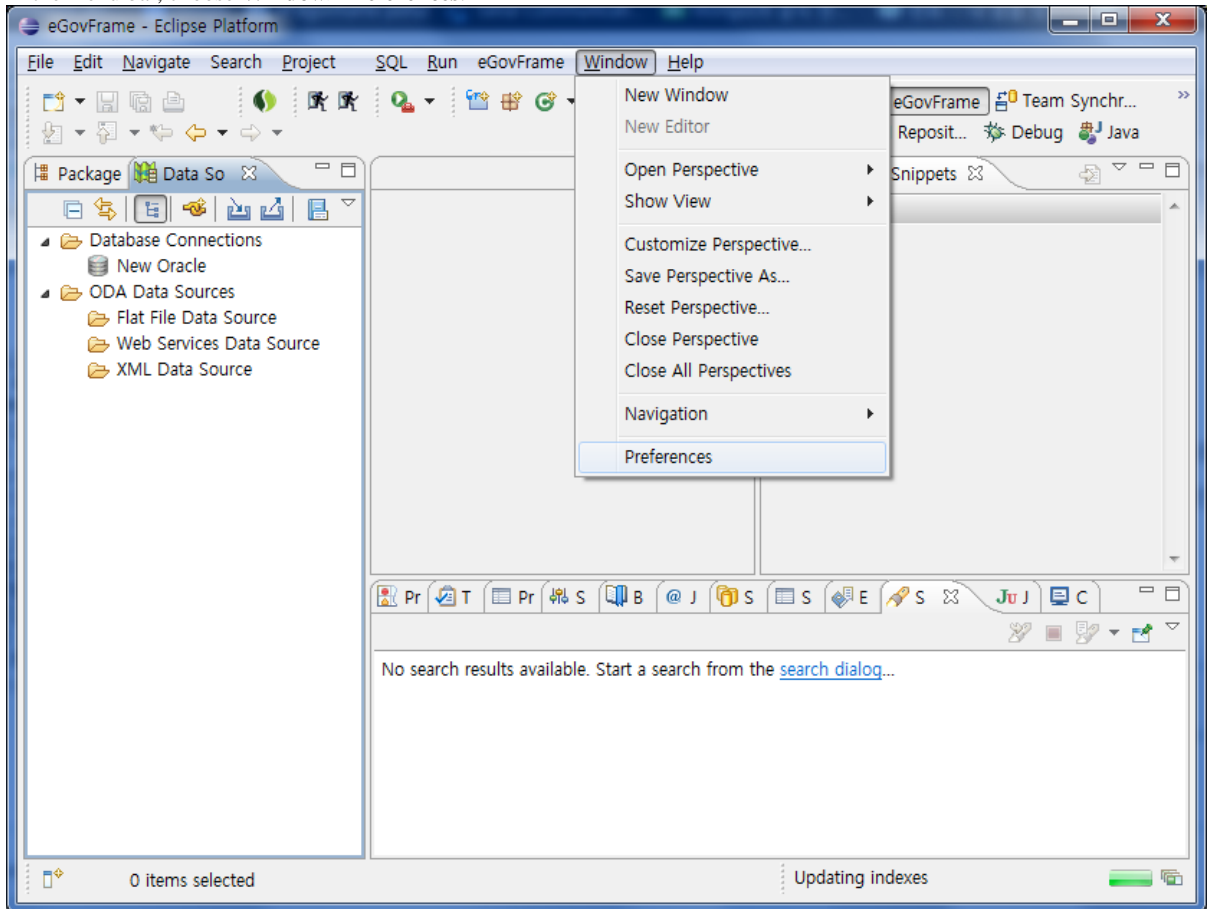 eGovFrame - Eclipse Platform
File Edit Navigate Search Project SQL Run eGovFrame Window Help
eGovFrame Team Synchr... »
Reposit... Debug Java
Package Data So
Snippets
Database Connections
New Oracle
ODA Data Sources
Flat File Data Source
Web Services Data Source
XML Data Source
New Window
New Editor
Open Perspective
Show View
Customize Perspective...
Save Perspective As...
Reset Perspective...
Close Perspective
Close All Perspectives
Navigation
Preferences
Pr T Pr S B @ J S S E S Ju J C
No search results available. Start a search from the search dialog...
0 items selected
Updating indexes